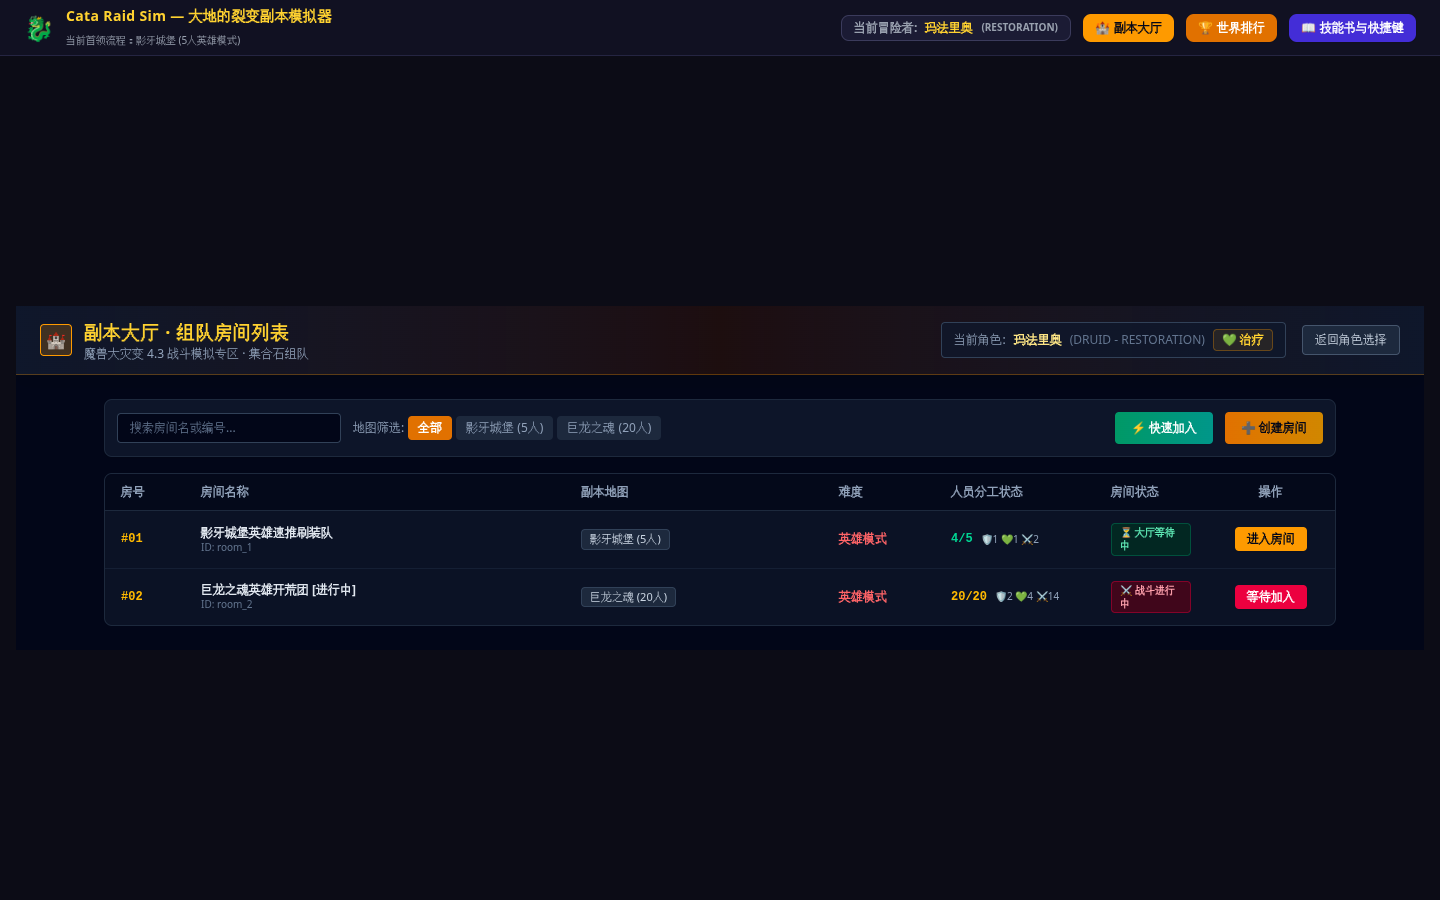 Cata Raid Sim — 大地的裂变副本模拟器
当前首领流程：影牙城堡 (5人英雄模式)
当前冒险者: 玛法里奥 (RESTORATION)
副本大厅
世界排行
技能书与快捷键
副本大厅 · 组队房间列表
魔兽大灾变 4.3 战斗模拟专区 · 集合石组队
当前角色: 玛法里奥 (DRUID - RESTORATION) 治疗
返回角色选择
搜索房间名或编号...
地图筛选: 全部 影牙城堡 (5人) 巨龙之魂 (20人)
快速加入
创建房间
房号 房间名称 副本地图 难度 人员分工状态 房间状态 操作
#01 影牙城堡英雄速推刷装队 影牙城堡 (5人) 英雄模式 4/5 1 1 2 大厅等待中 进入房间
ID: room_1
#02 巨龙之魂英雄开荒团 [进行中] 巨龙之魂 (20人) 英雄模式 20/20 2 4 14 战斗进行中 等待加入
ID: room_2